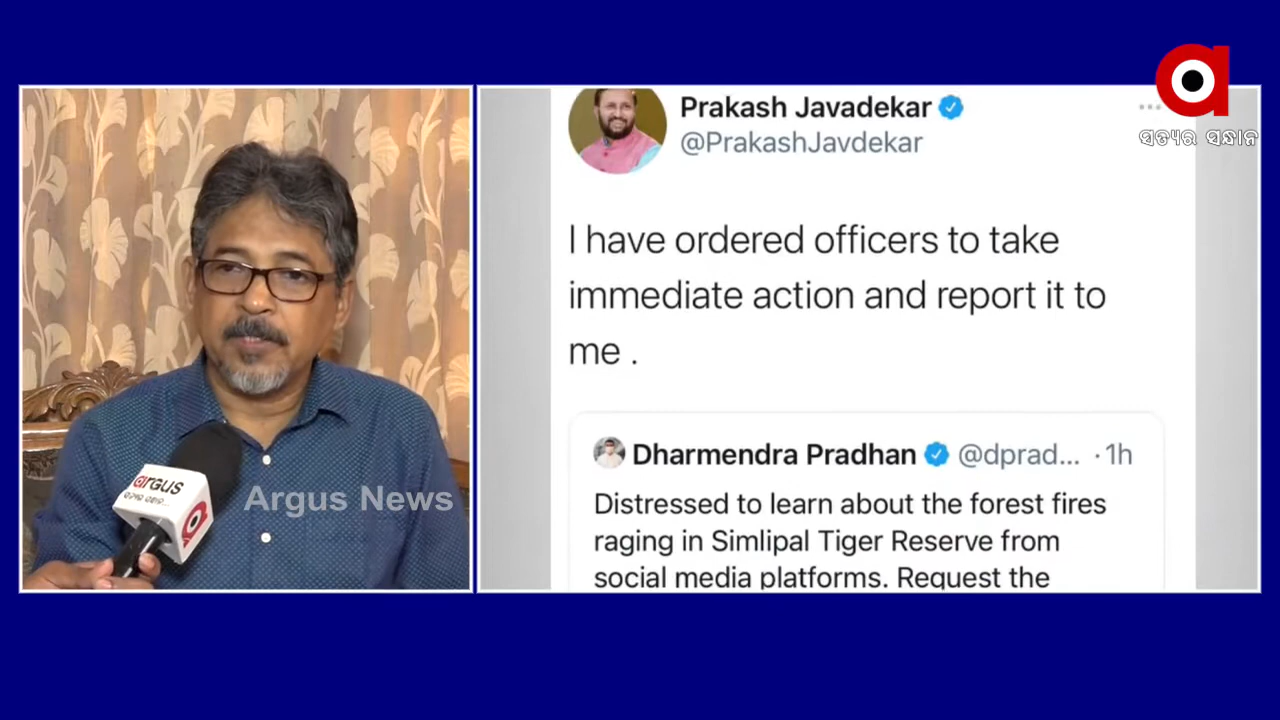 ସତ୍ୟର ସନ୍ଧାନ
Prakash Javadekar
@PrakashJavdekar
I have ordered officers to take
immediate action and report it to
me .
Dharmendra Pradhan @dprad... · 1h
Distressed to learn about the forest fires
raging in Simlipal Tiger Reserve from
social media platforms. Request the
argus
Argus News